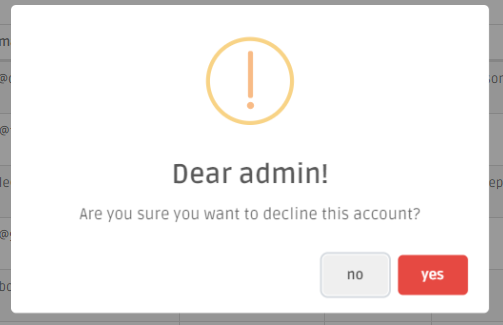 Dear admin!
Are you sure you want to decline this account?
no
yes